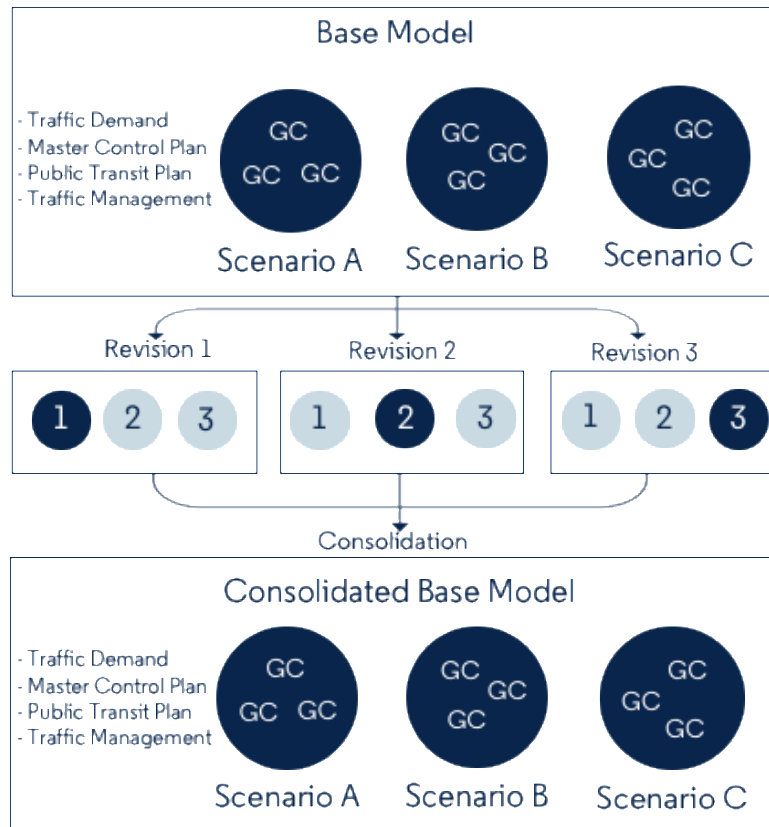 Base Model
- Traffic Demand
- Master Control Plan
- Public Transit Plan
- Traffic Management
GC
GC GC
Scenario A
GC
GC
GC
Scenario B
GC
GC
GC
Scenario C
Revision 1
Revision 2
Revision 3
1 2 3
1 2 3
1 2 3
Consolidation
Consolidated Base Model
- Traffic Demand
- Master Control Plan
- Public Transit Plan
- Traffic Management
GC
GC GC
Scenario A
GC
GC
GC
Scenario B
GC
GC
GC
Scenario C